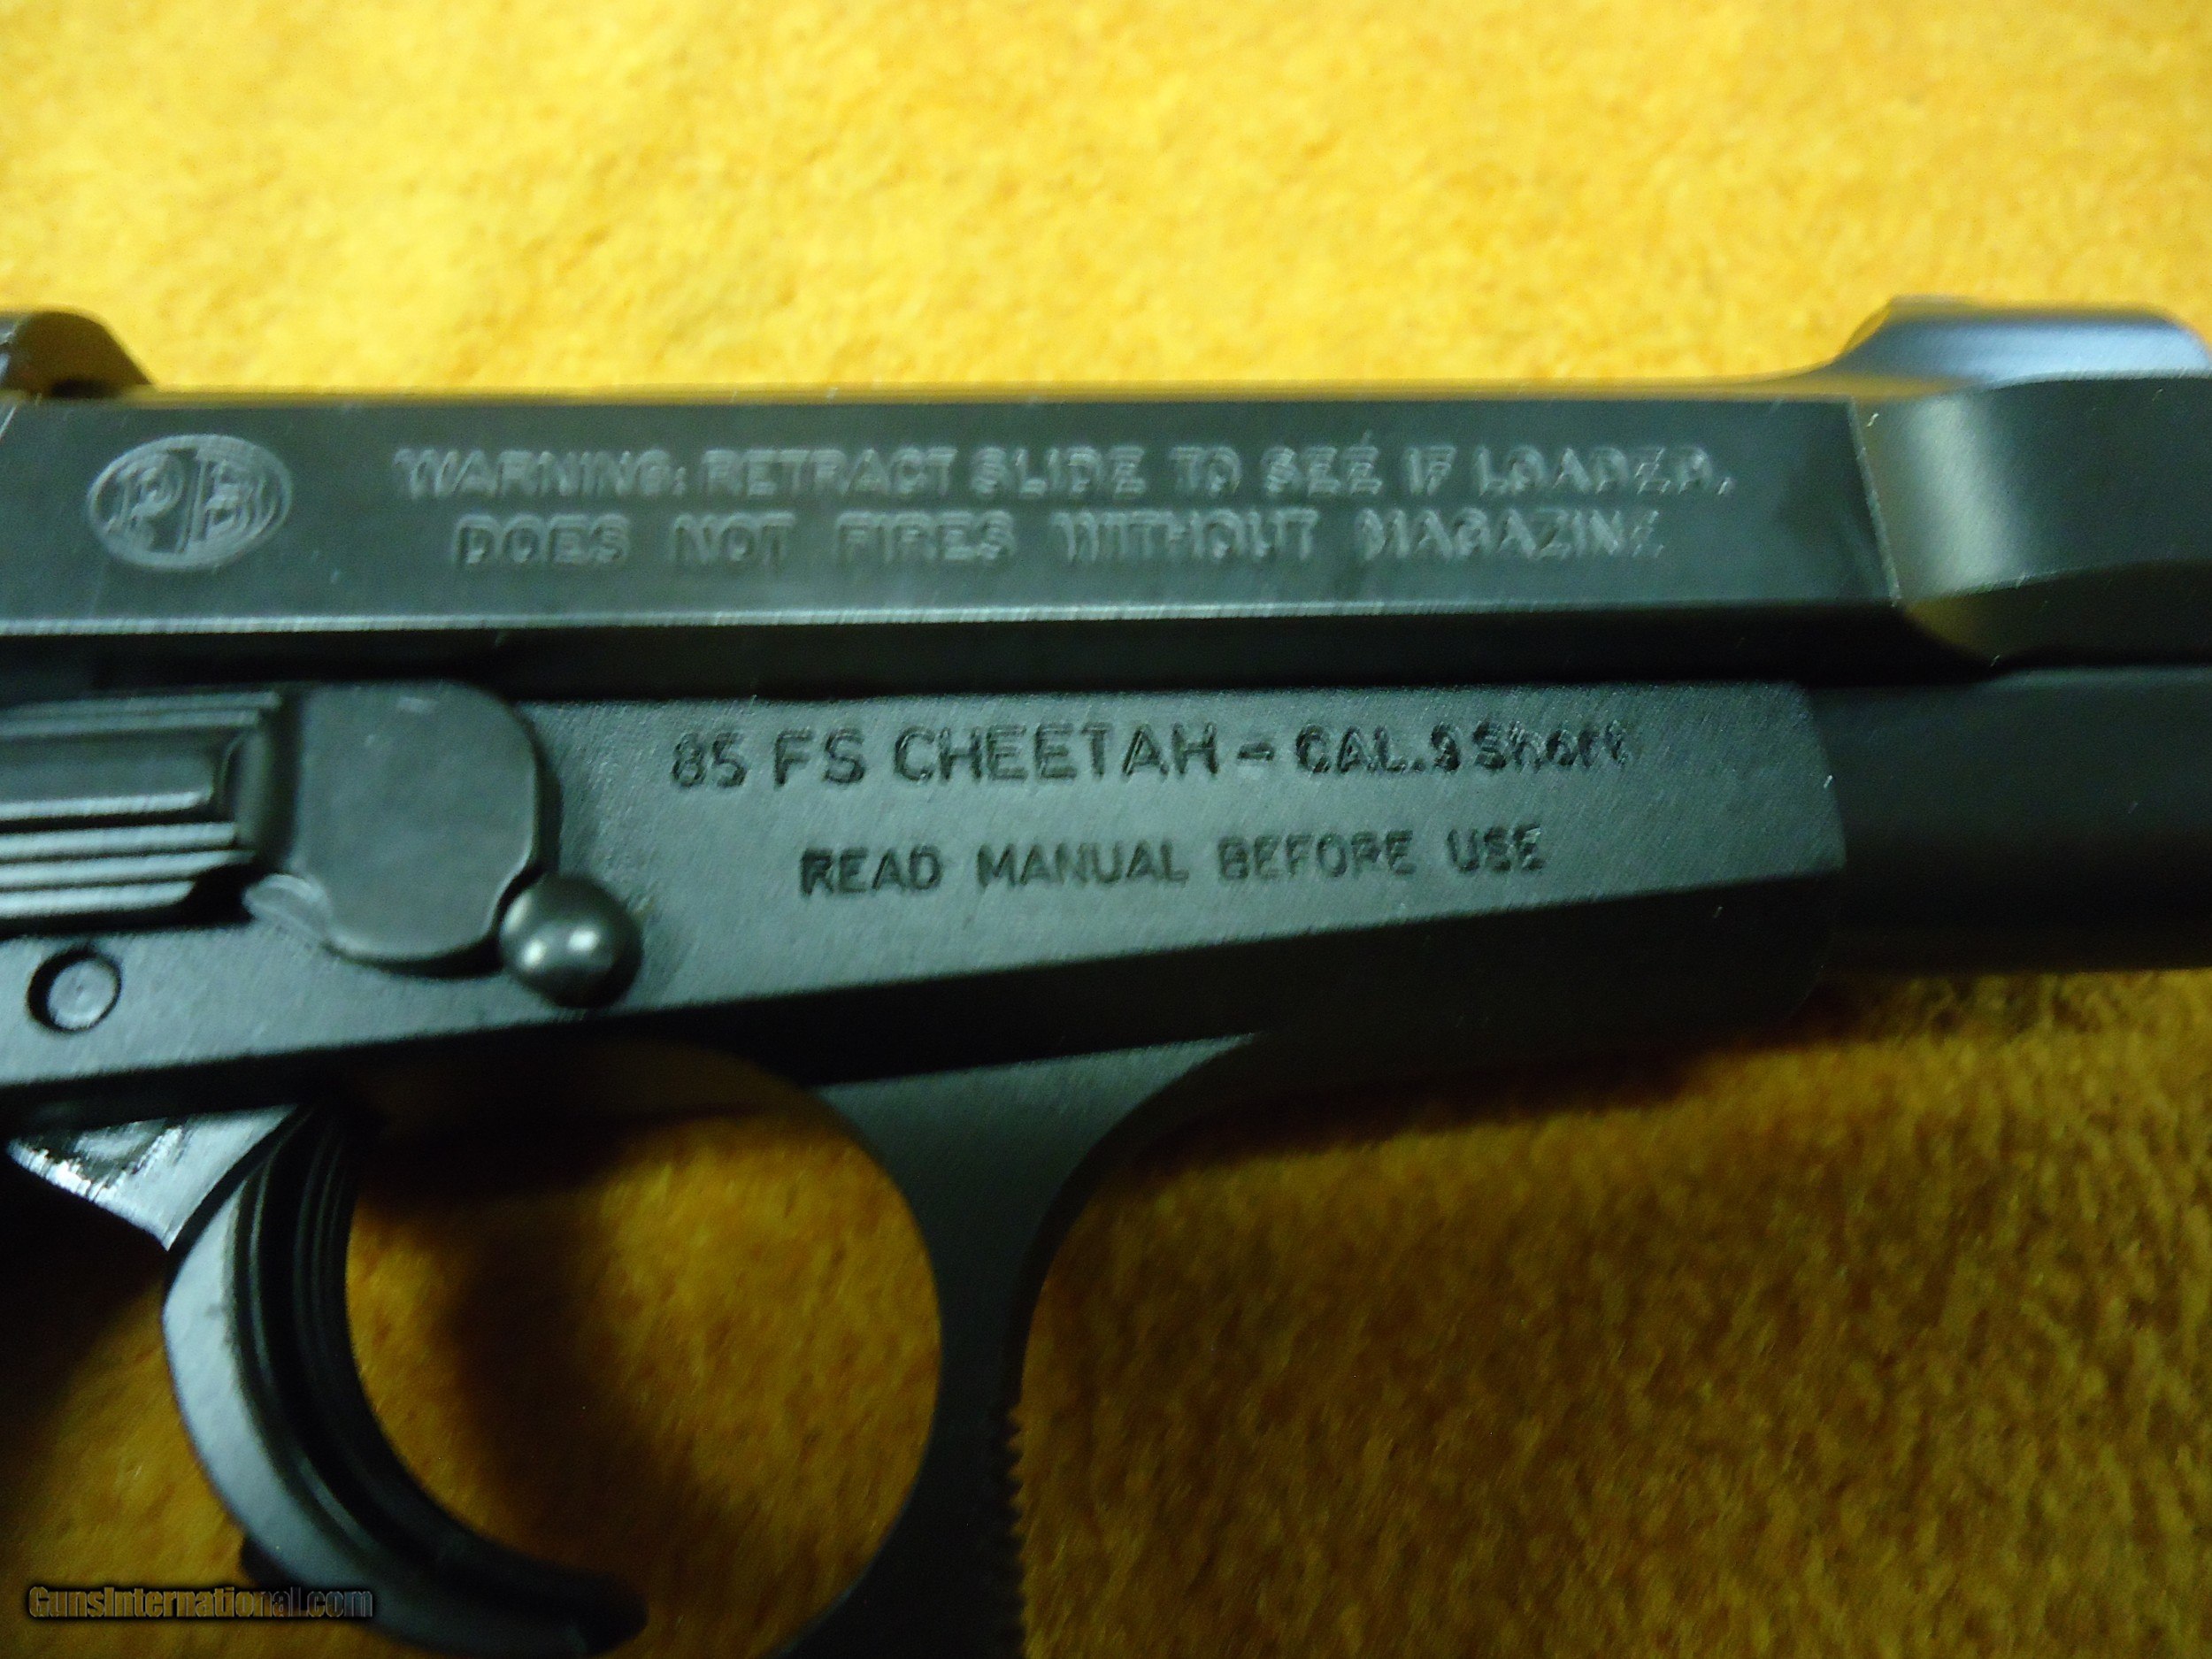 PB
WARNING: RETRACT SLIDE TO SEE IF LOADED.
DOES NOT FIRES WITHOUT MAGAZINE
85 FS CHEETAH - CAL.9 Short
READ MANUAL BEFORE USE
GunsInternational.com